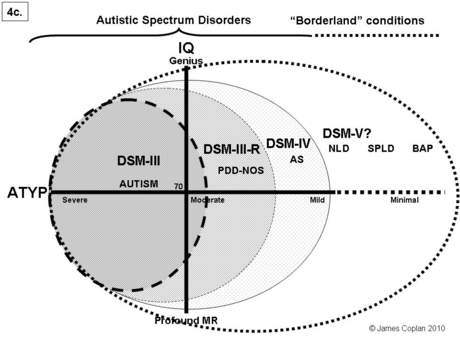 4c.
Autistic Spectrum Disorders
“Borderland” conditions
IQ
Genius
DSM-III
DSM-III-R
DSM-IV
DSM-V?
AS
NLD SPLD BAP
PDD-NOS
AUTISM
70
ATYP
Severe
Moderate
Mild
Minimal
Profound MR
© James Coplan 2010